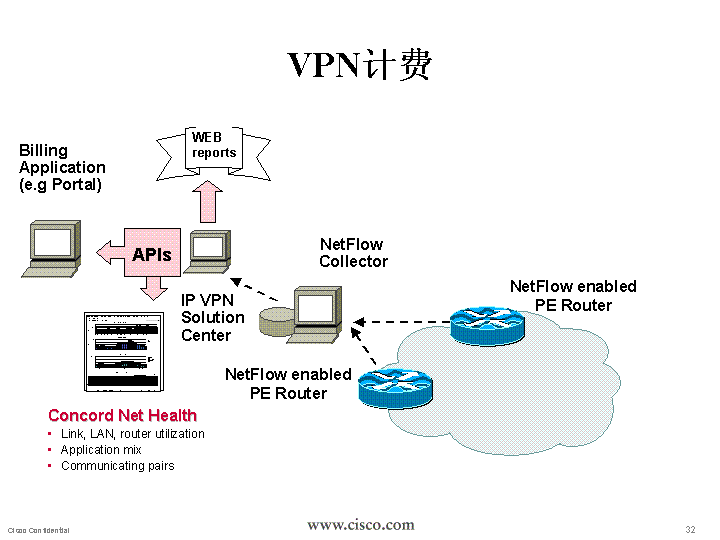 VPN计费
WEB
reports
Billing
Application
(e.g Portal)
APIs
NetFlow
Collector
IP VPN
Solution
Center
NetFlow enabled
PE Router
NetFlow enabled
PE Router
Concord Net Health
• Link, LAN, router utilization
• Application mix
• Communicating pairs
Cisco Confidential
www.cisco.com
32